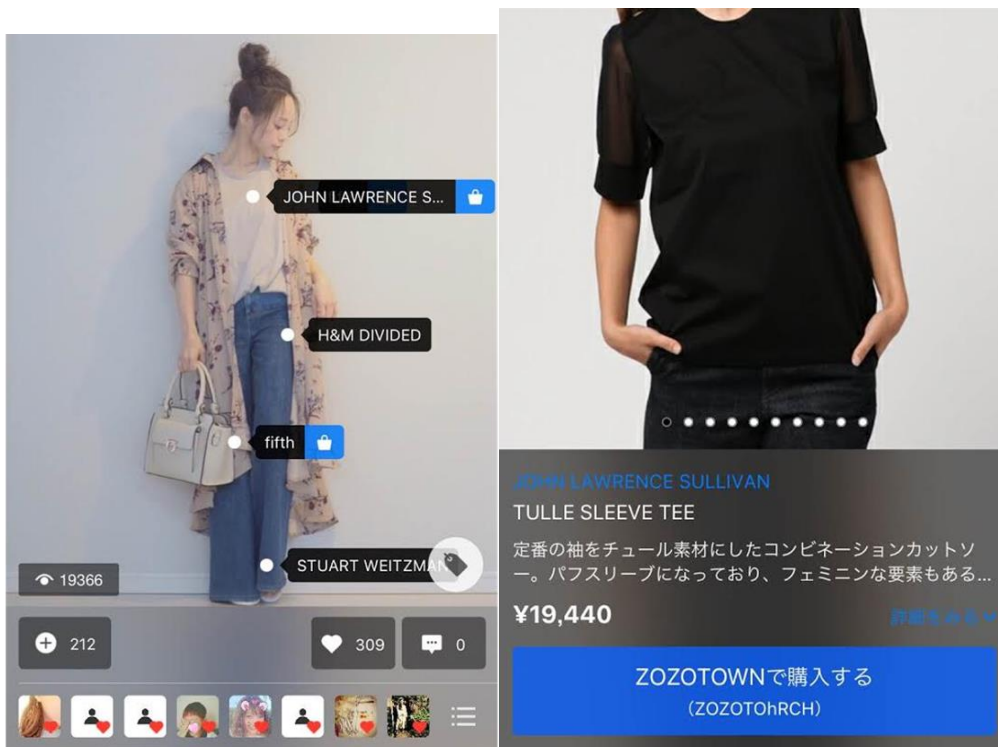 JOHN LAWRENCE S...
H&M DIVIDED
fifth
STUART WEITZMAN
19366
212
309
0
JOHN LAWRENCE SULLIVAN
TULLE SLEEVE TEE
定番の袖をチュール素材にしたコンビネーションカットソ
ー。パフスリーブになっており、フェミニンな要素もある...
¥19,440
詳細をみる
ZOZOTOWNで購入する
(ZOZOTOhRCH)